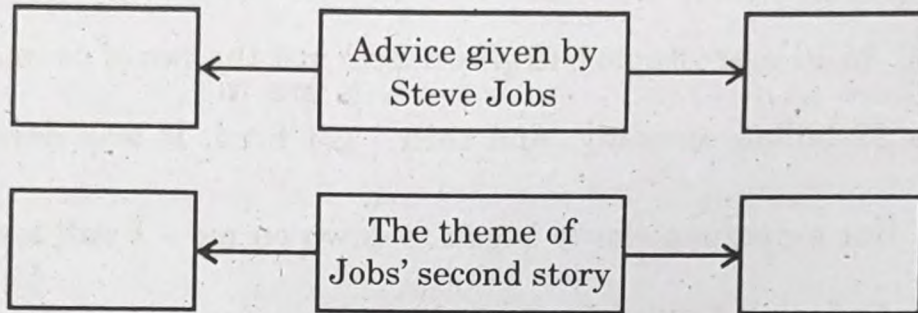 Advice given by
Steve Jobs
The theme of
Jobs' second story